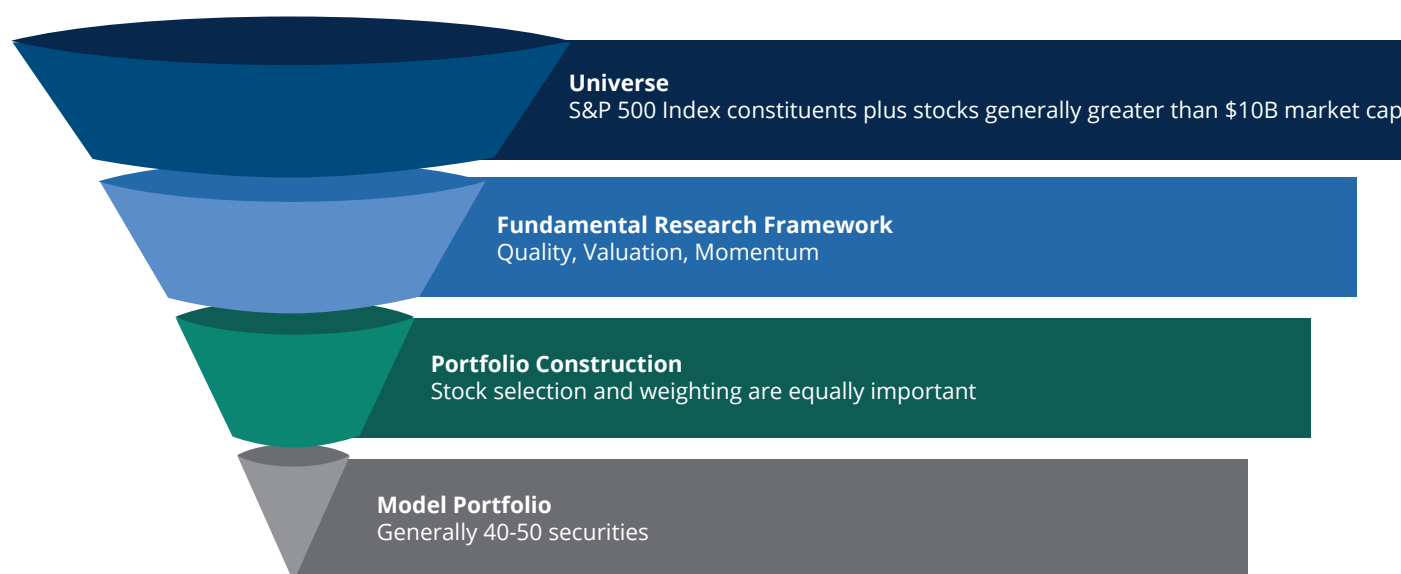 Universe
S&P 500 Index constituents plus stocks generally greater than $10B market cap
Fundamental Research Framework
Quality, Valuation, Momentum
Portfolio Construction
Stock selection and weighting are equally important
Model Portfolio
Generally 40-50 securities